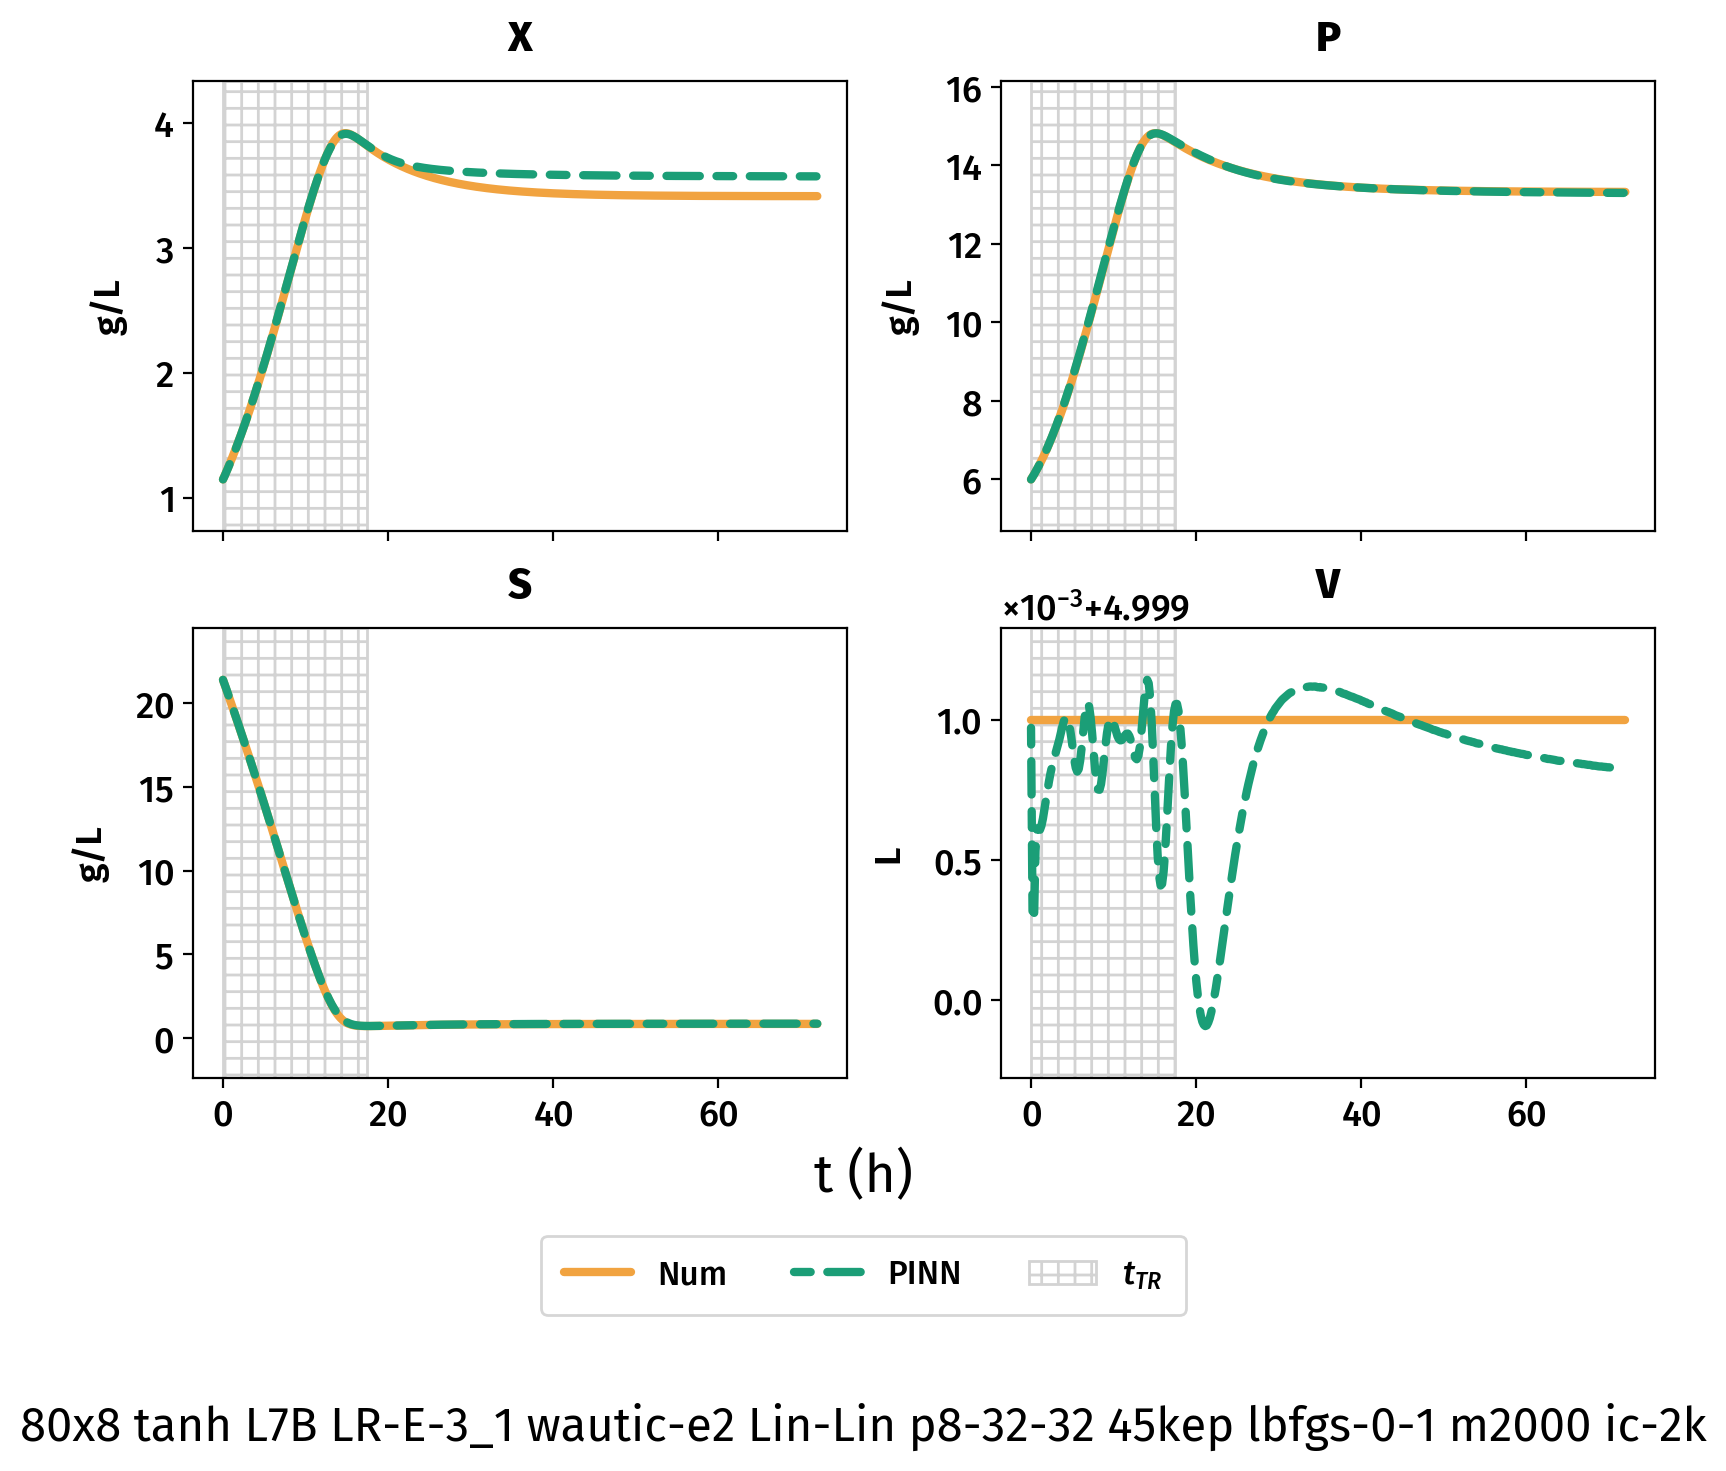 X
P
4
3
2
1
g/L
16
14
12
10
8
6
g/L
S
V
×10⁻³+4.999
20
15
10
5
0
g/L
0 20 40 60
1.0
0.5
0.0
L
0 20 40 60
t (h)
Num PINN t_TR
80x8 tanh L7B LR-E-3_1 wautic-e2 Lin-Lin p8-32-32 45kep lbfgs-0-1 m2000 ic-2k